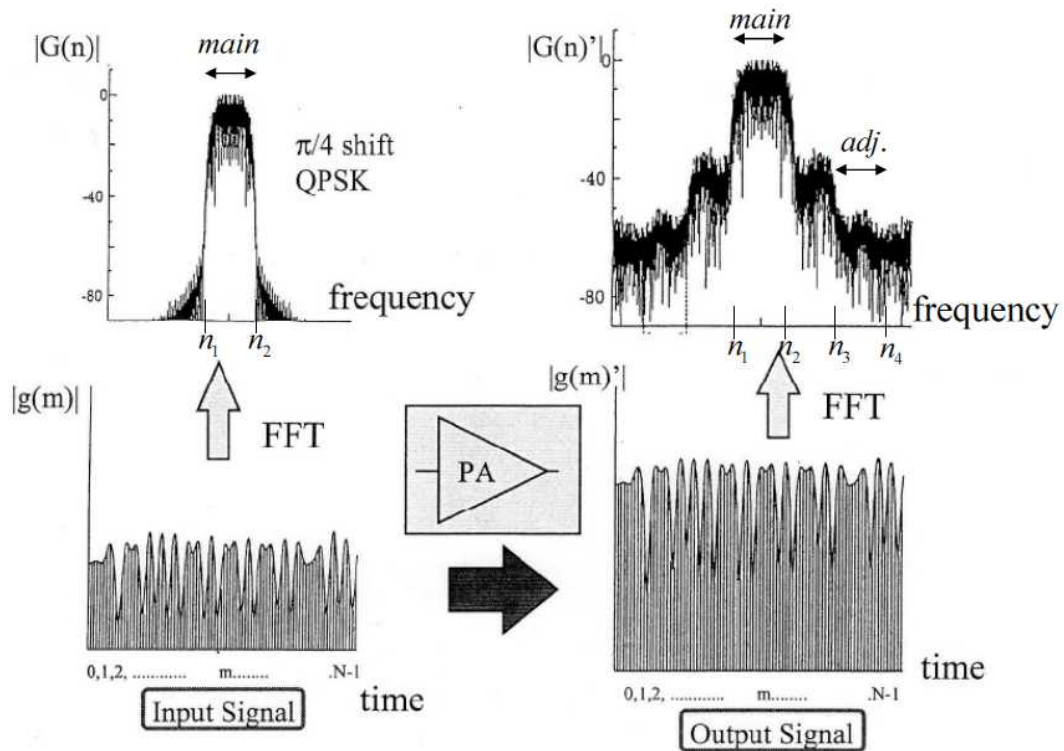 |G(n)|
main
0
-40
-80
π/4 shift
QPSK
frequency
n1
n2
|G(n)'|
main
adj.
0
-40
-80
frequency
n1
n2
n3
n4
|g(m)|
FFT
PA
|g(m)'|
FFT
0,1,2, ............ m......... .N-1
time
Input Signal
0,1,2, ............ m......... .N-1
time
Output Signal